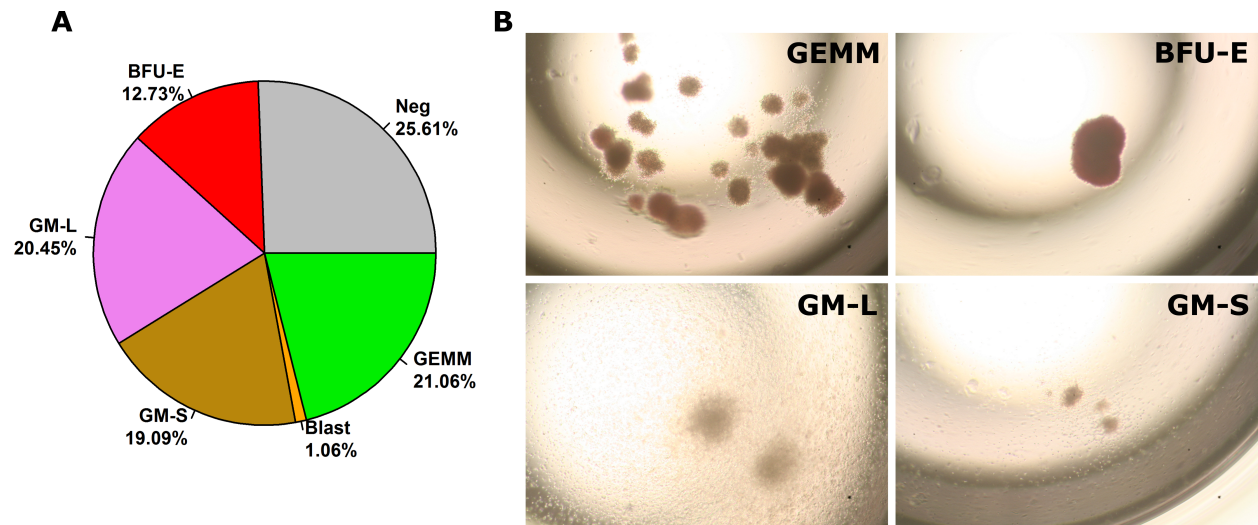 A
BFU-E
12.73%
Neg
25.61%
GM-L
20.45%
GEMM
21.06%
GM-S
19.09%
Blast
1.06%
B
GEMM
BFU-E
GM-L
GM-S